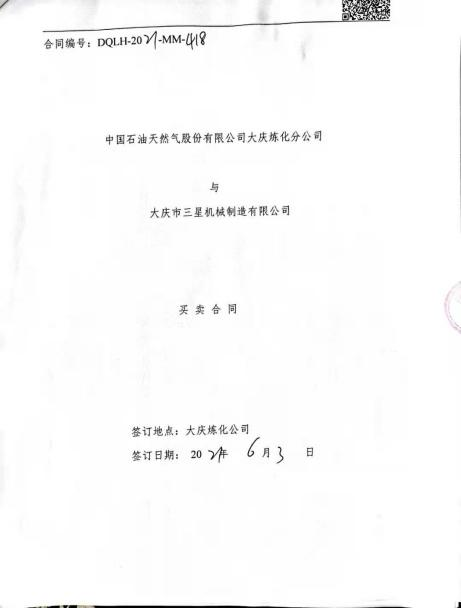 合同编号：DQLH-2021-MM-418
中国石油天然气股份有限公司大庆炼化分公司
与
大庆市三星机械制造有限公司
买卖合同
签订地点：大庆炼化公司
签订日期：2021年 6月3 日